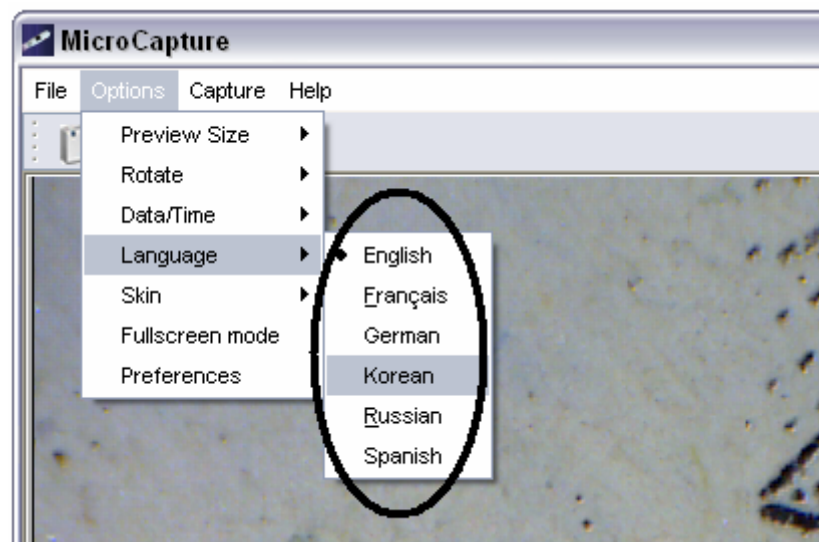 MicroCapture
File Options Capture Help
Preview Size
Rotate
Data/Time
Language
Skin
Fullscreen mode
Preferences
English
Français
German
Korean
Russian
Spanish